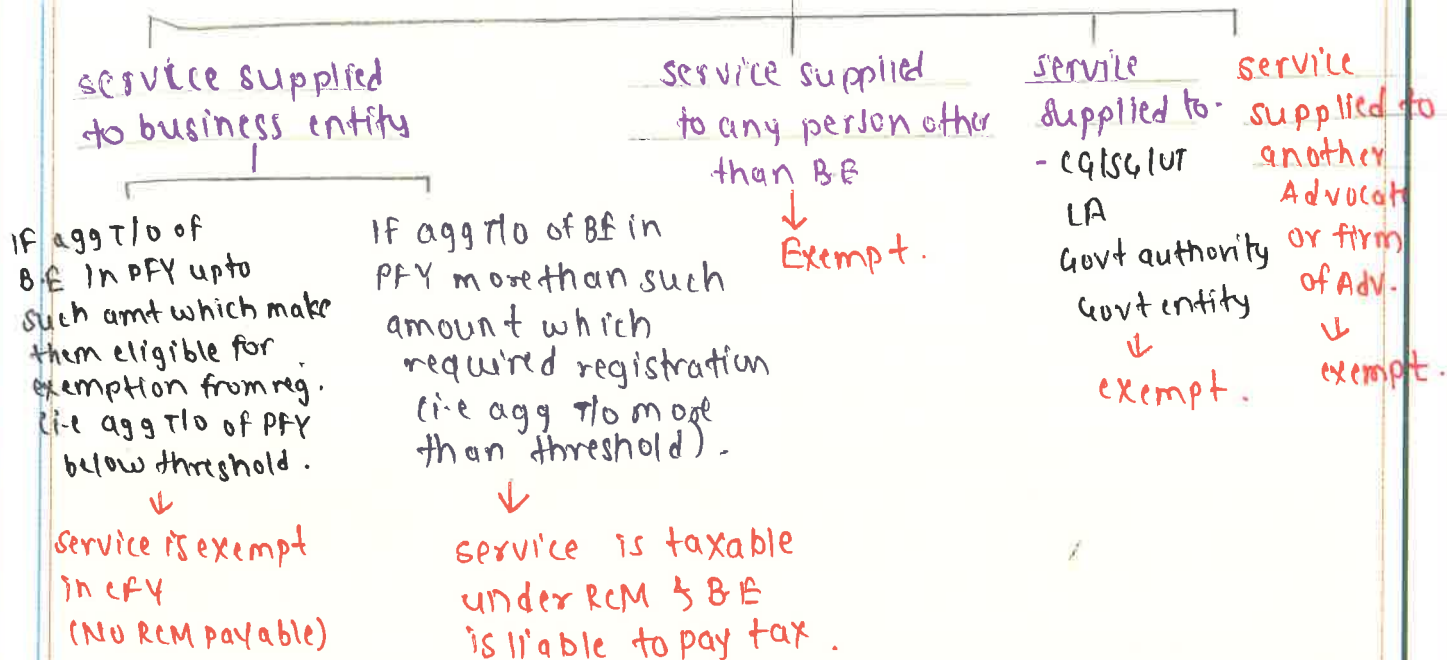 service supplied
to business entity
IF agg T/o of
B.E In PFY upto
such amt which make
them eligible for
exemption from reg.
(i-e agg T/o of PFY
below threshold.
service is exempt
in CFY
(No RCM payable)
IF agg T/o of BE in
PFY more than such
amount which
required registration
(i-e agg T/o more
than threshold).
service is taxable
under RCM & BE
is liable to pay tax.
service supplied
to any person other
than BE
Exempt.
service
supplied to-
- CG/SG/UT
LA
Govt authority
Govt entity
exempt.
service
supplied to
another
Advocate
or firm
of Adv.
exempt.